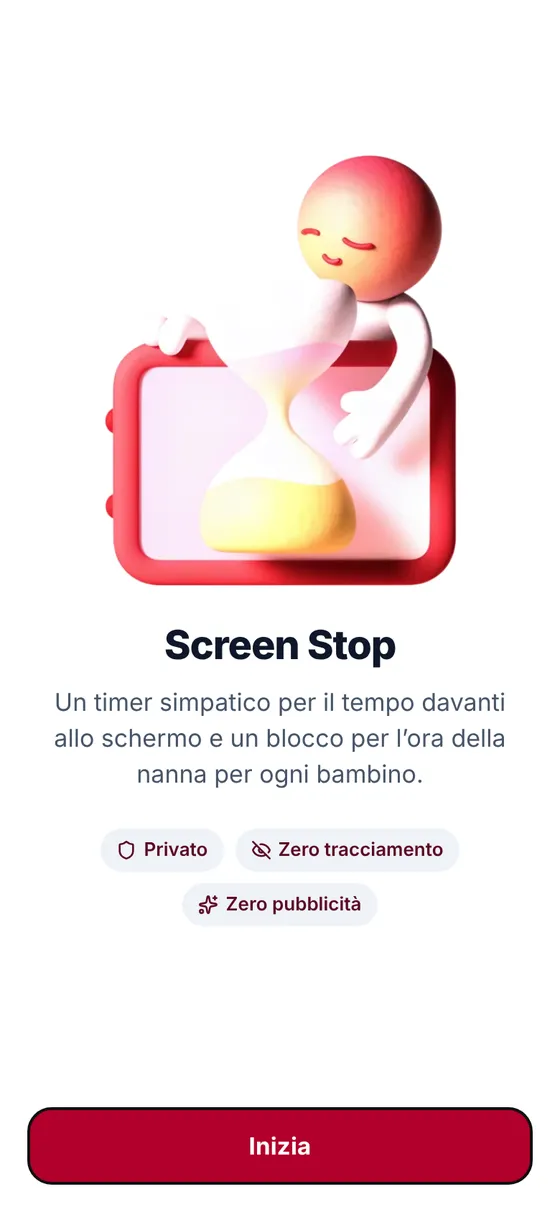 Screen Stop
Un timer simpatico per il tempo davanti
allo schermo e un blocco per l’ora della
nanna per ogni bambino.
Privato
Zero tracciamento
Zero pubblicità
Inizia